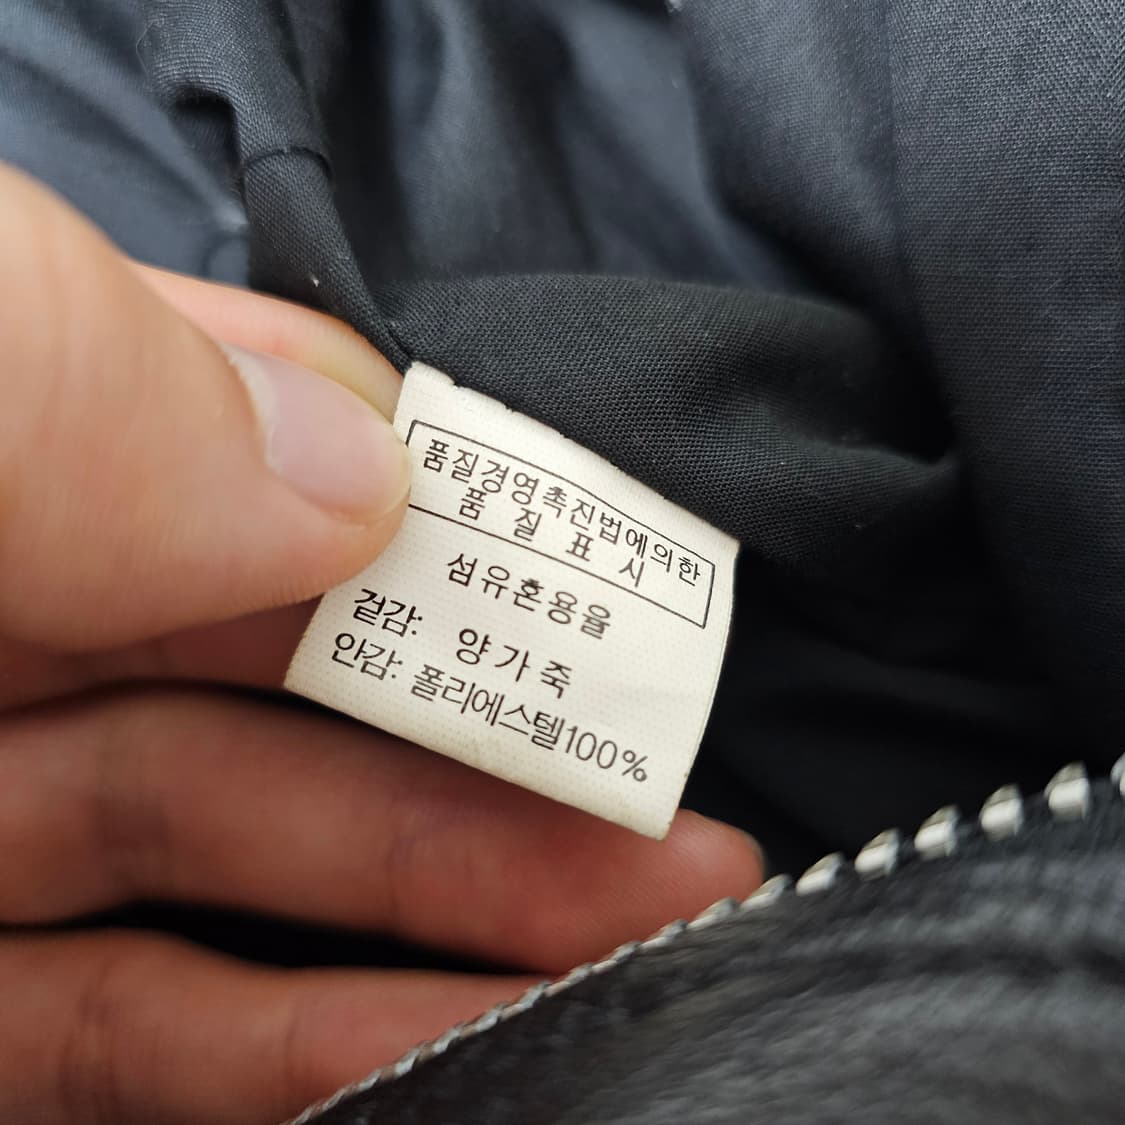 품질경영촉진법에의한
품 질 표 시
섬유혼용율
겉감: 양가죽
안감: 폴리에스텔100%